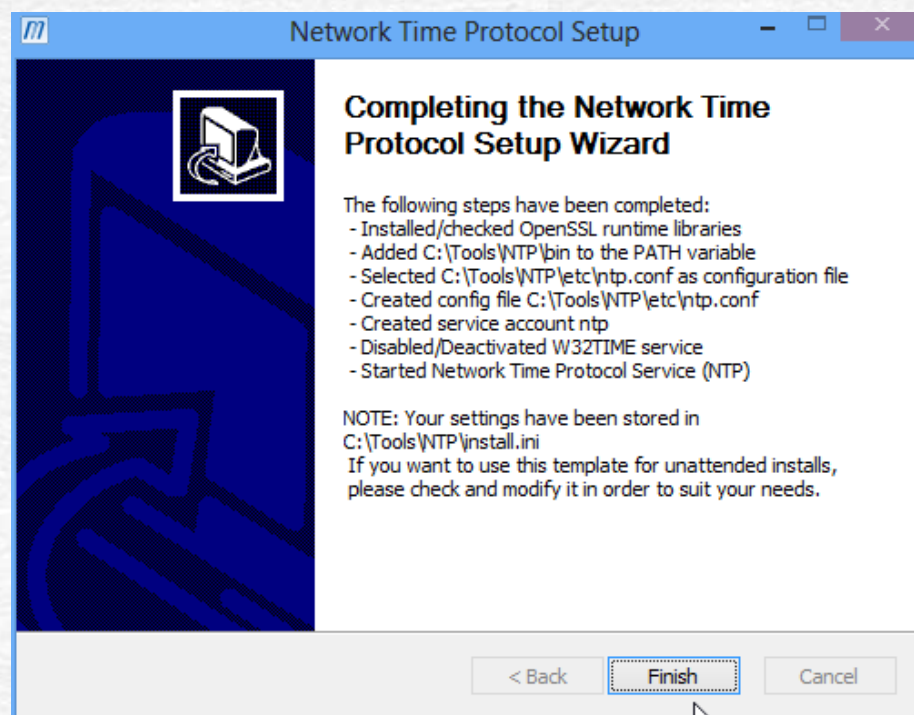 Network Time Protocol Setup
Completing the Network Time
Protocol Setup Wizard
The following steps have been completed:
- Installed/checked OpenSSL runtime libraries
- Added C:\Tools\NTP\bin to the PATH variable
- Selected C:\Tools\NTP\etc\ntp.conf as configuration file
- Created config file C:\Tools\NTP\etc\ntp.conf
- Created service account ntp
- Disabled/Deactivated W32TIME service
- Started Network Time Protocol Service (NTP)
NOTE: Your settings have been stored in
C:\Tools\NTP\install.ini
If you want to use this template for unattended installs,
please check and modify it in order to suit your needs.
< Back Finish Cancel